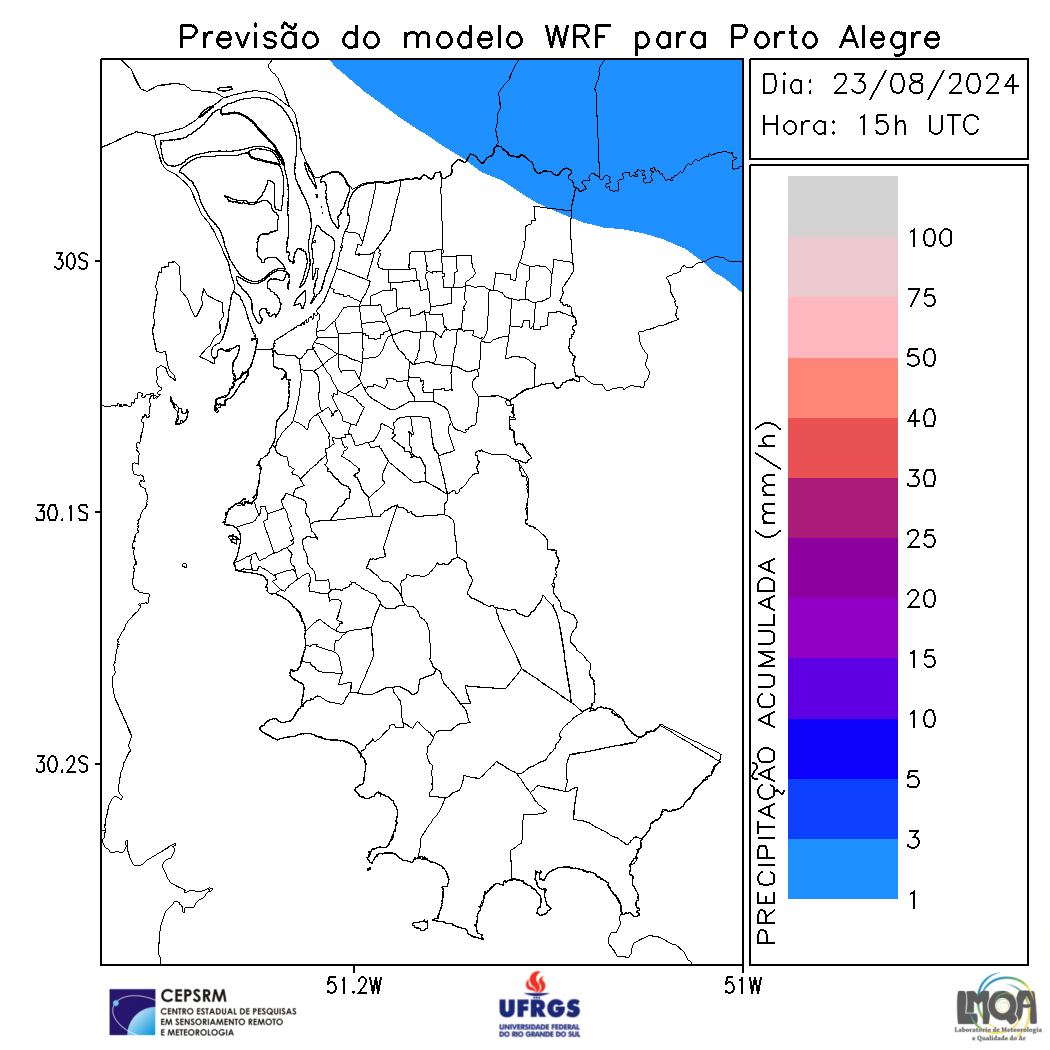 Previsão do modelo WRF para Porto Alegre
Dia: 23/08/2024
Hora: 15h UTC
30S
30.1S
30.2S
51.2W
51W
PRECIPITAÇÃO ACUMULADA (mm/h)
100
75
50
40
30
25
20
15
10
5
3
1
CEPSRM
CENTRO ESTADUAL DE PESQUISAS
EM SENSORIAMENTO REMOTO
E METEOROLOGIA
UFRGS
UNIVERSIDADE FEDERAL
DO RIO GRANDE DO SUL
LMQA
Laboratório de Meteorologia
e Qualidade do Ar